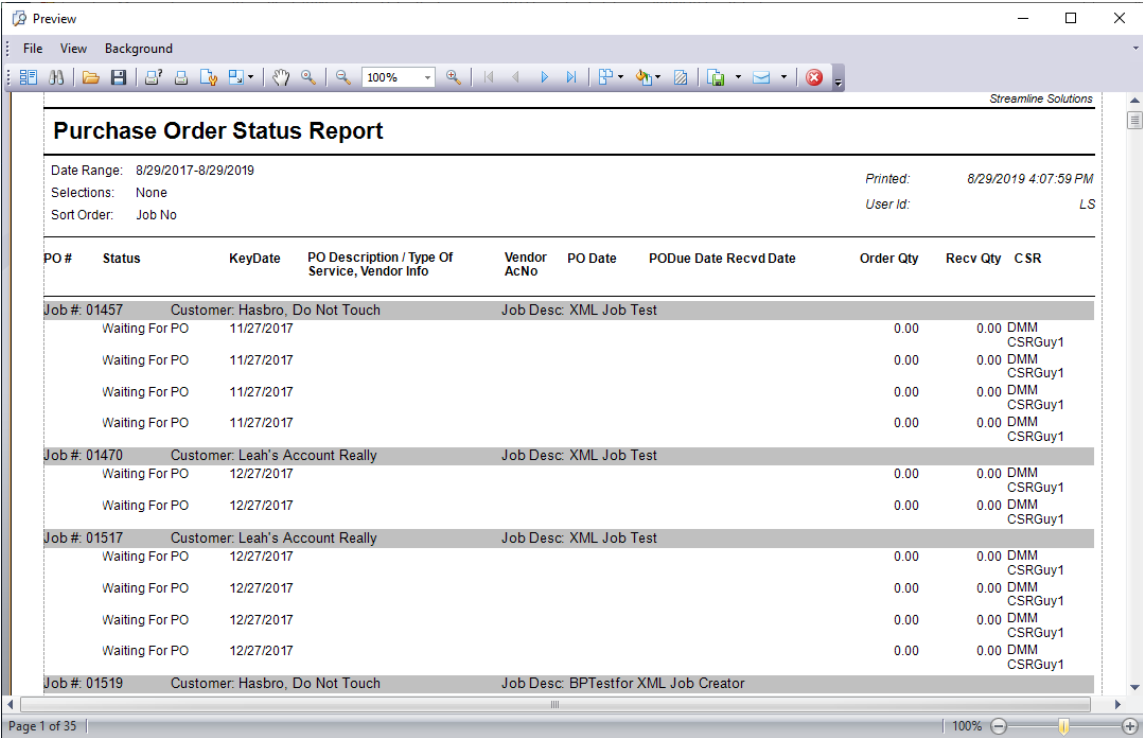 Preview
File View Background
100%
Streamline Solutions
Purchase Order Status Report
Date Range: 8/29/2017-8/29/2019
Printed: 8/29/2019 4:07:59 PM
Selections: None
User Id: LS
Sort Order: Job No
PO # Status KeyDate PO Description / Type Of Vendor PO Date PODue Date Recvd Date Order Qty Recv Qty CSR
Service, Vendor Info AcNo
Job #: 01457 Customer: Hasbro, Do Not Touch Job Desc: XML Job Test
Waiting For PO 11/27/2017 0.00 0.00 DMM
CSRGuy1
Waiting For PO 11/27/2017 0.00 0.00 DMM
CSRGuy1
Waiting For PO 11/27/2017 0.00 0.00 DMM
CSRGuy1
Waiting For PO 11/27/2017 0.00 0.00 DMM
CSRGuy1
Job #: 01470 Customer: Leah's Account Really Job Desc: XML Job Test
Waiting For PO 12/27/2017 0.00 0.00 DMM
CSRGuy1
Waiting For PO 12/27/2017 0.00 0.00 DMM
CSRGuy1
Job #: 01517 Customer: Leah's Account Really Job Desc: XML Job Test
Waiting For PO 12/27/2017 0.00 0.00 DMM
CSRGuy1
Waiting For PO 12/27/2017 0.00 0.00 DMM
CSRGuy1
Waiting For PO 12/27/2017 0.00 0.00 DMM
CSRGuy1
Waiting For PO 12/27/2017 0.00 0.00 DMM
CSRGuy1
Job #: 01519 Customer: Hasbro, Do Not Touch Job Desc: BPTestfor XML Job Creator
Page 1 of 35 100%